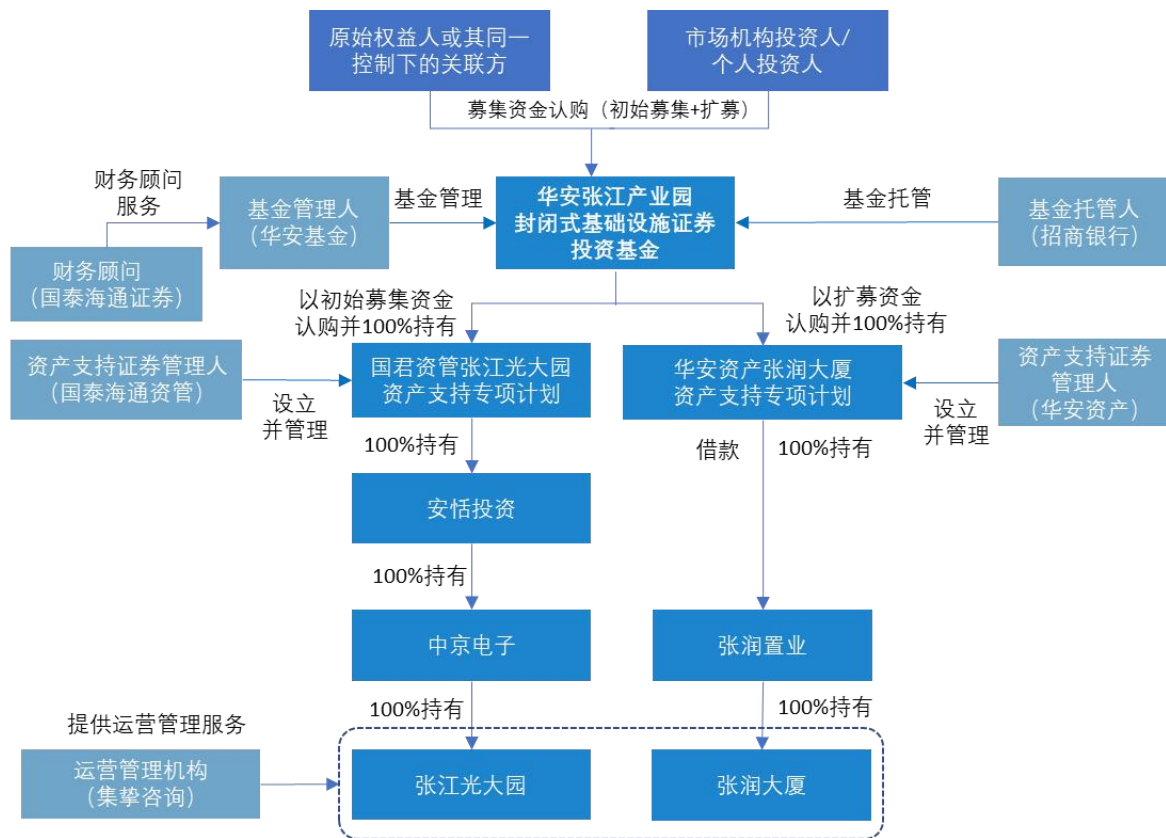 原始权益人或其同一
控制下的关联方
市场机构投资人/
个人投资人
募集资金认购（初始募集+扩募）
财务顾问
服务
基金管理人
（华安基金）
基金管理
华安张江产业园
封闭式基础设施证券
投资基金
基金托管
基金托管人
（招商银行）
财务顾问
（国泰海通证券）
以初始募集资金
认购并100%持有
以扩募资金
认购并100%持有
资产支持证券管理人
（国泰海通资管）
设立
并管理
国君资管张江光大园
资产支持专项计划
华安资产张润大厦
资产支持专项计划
设立
并管理
资产支持证券
管理人
（华安资产）
100%持有
借款
100%持有
安恬投资
100%持有
中京电子
张润置业
100%持有
100%持有
提供运营管理服务
运营管理机构
（集挚咨询）
张江光大园
张润大厦